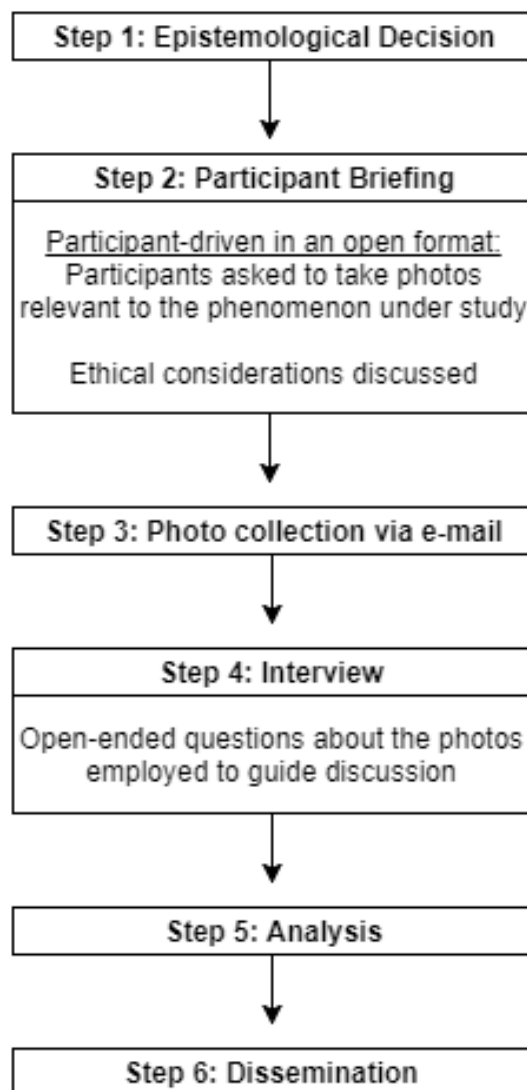 Step 1: Epistemological Decision
Step 2: Participant Briefing
Participant-driven in an open format:
Participants asked to take photos
relevant to the phenomenon under study
Ethical considerations discussed
Step 3: Photo collection via e-mail
Step 4: Interview
Open-ended questions about the photos
employed to guide discussion
Step 5: Analysis
Step 6: Dissemination